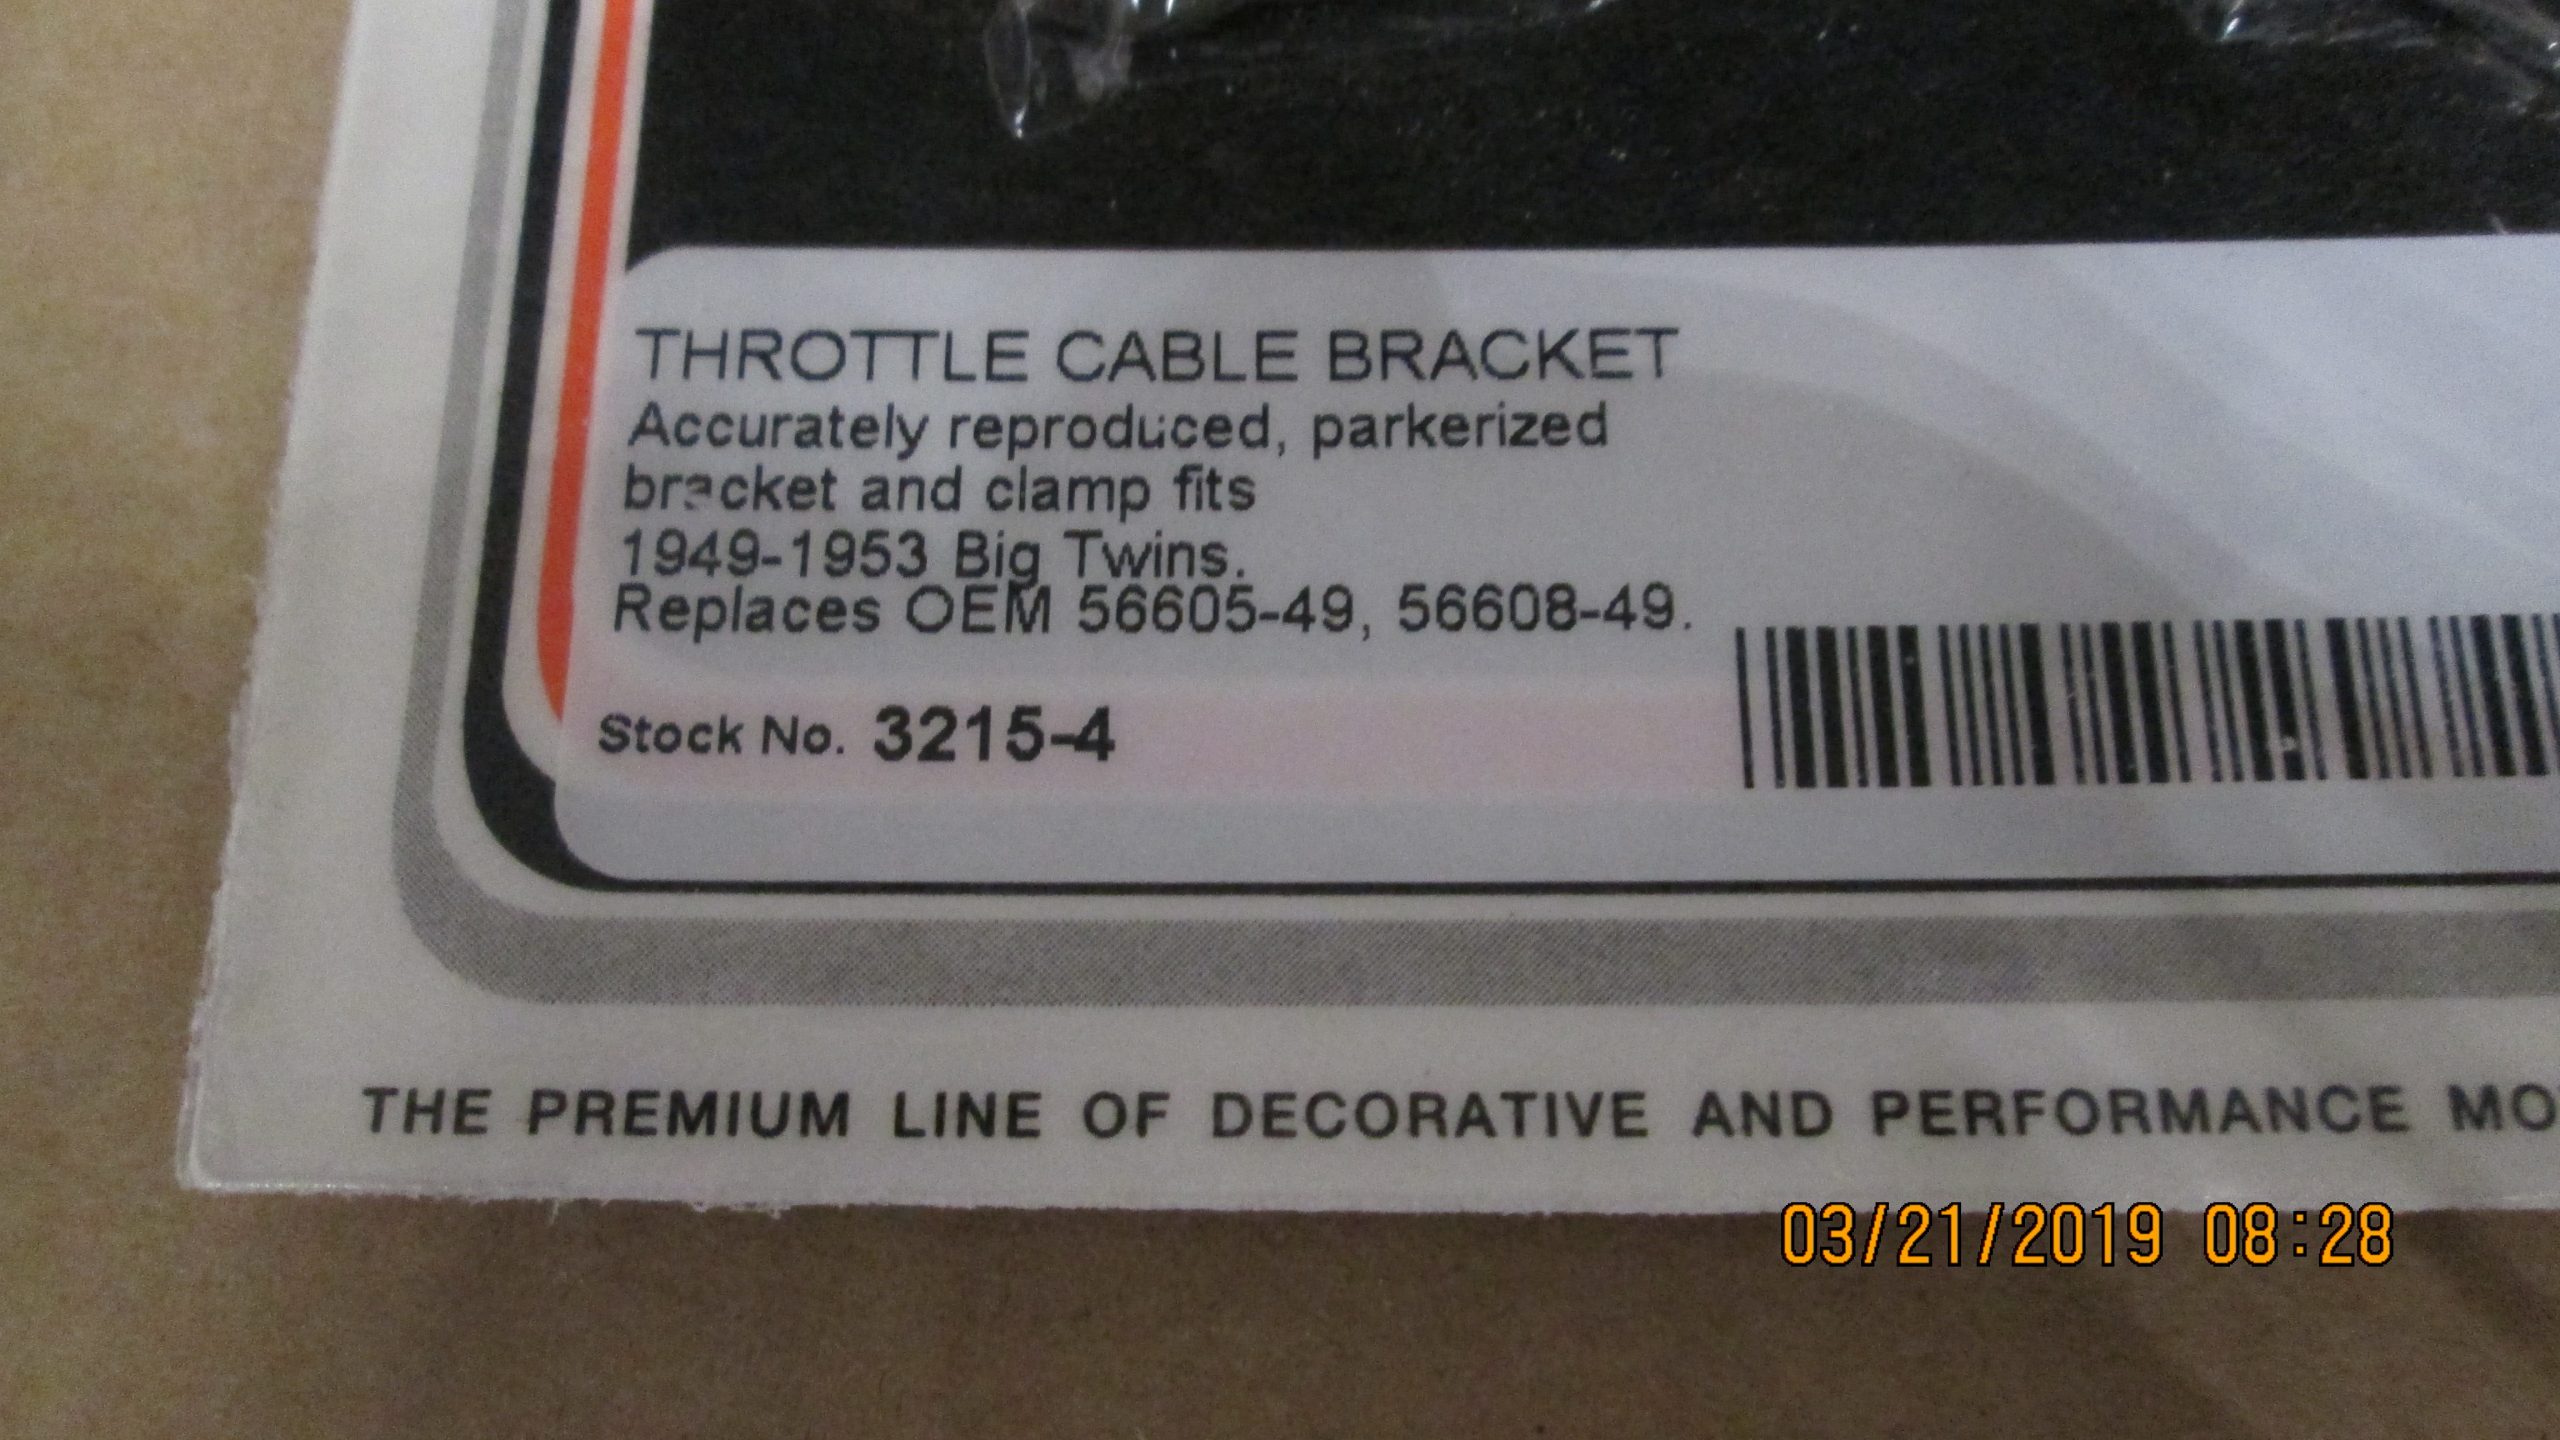 THROTTLE CABLE BRACKET
Accurately reproduced, parkerized
bracket and clamp fits
1949-1953 Big Twins.
Replaces OEM 56605-49, 56608-49.
Stock No. 3215-4
THE PREMIUM LINE OF DECORATIVE AND PERFORMANCE MO
03/21/2019 08:28